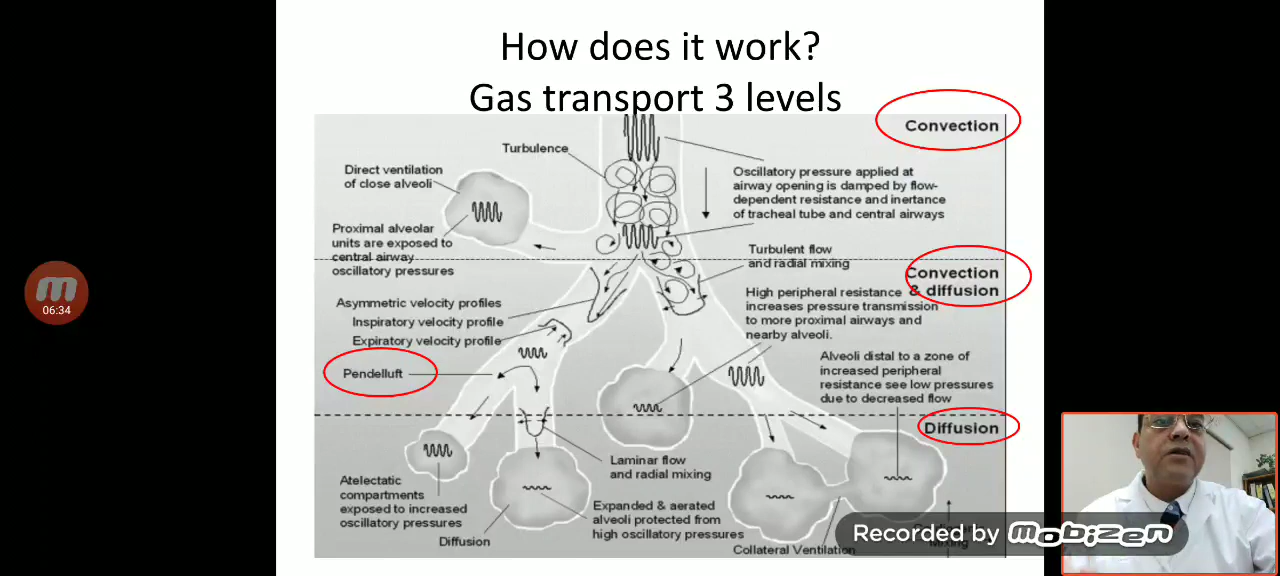 How does it work?
Gas transport 3 levels
Convection
Turbulence
Direct ventilation
of close alveoli
Oscillatory pressure applied at
airway opening is damped by flow-
dependent resistance and inertance
of tracheal tube and central airways
Proximal alveolar
units are exposed to
central airway
oscillatory pressures
Turbulent flow
and radial mixing
Convection
& diffusion
Asymmetric velocity profiles
Inspiratory velocity profile
Expiratory velocity profile
High peripheral resistance
increases pressure transmission
to more proximal airways and
nearby alveoli.
Pendelluft
Alveoli distal to a zone of
increased peripheral
resistance see low pressures
due to decreased flow
Diffusion
Laminar flow
and radial mixing
Atelectatic
compartments
exposed to increased
oscillatory pressures
Expanded & aerated
alveoli protected from
high oscillatory pressures
Diffusion
Collateral Ventilation
06:34
Recorded by
mobizen